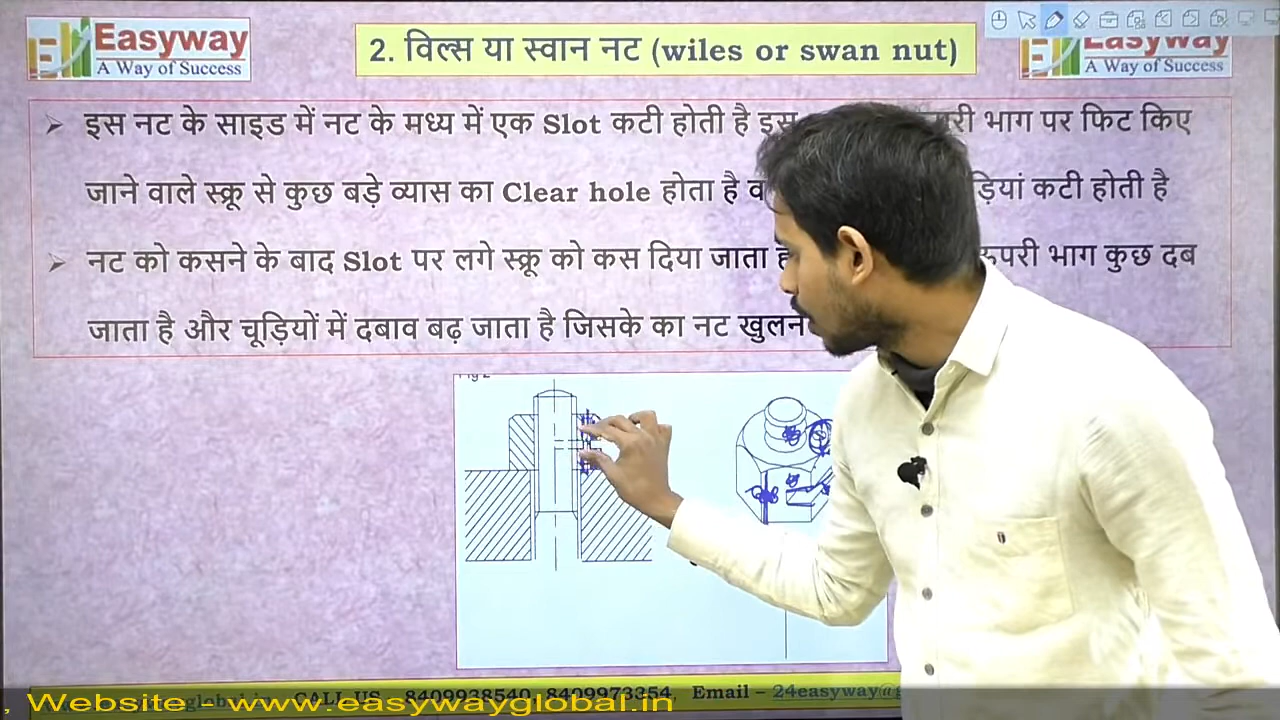 Easyway
A Way of Success
2. विल्स या स्वान नट (wiles or swan nut)
Easyway
A Way of Success
इस नट के साइड में नट के मध्य में एक Slot कटी होती है इस भाग पर फिट किए
जाने वाले स्क्रू से कुछ बड़े व्यास का Clear hole होता है व कटी होती है
नट को कसने के बाद Slot पर लगे स्क्रू को कस दिया जाता भाग कुछ दब
जाता है और चूड़ियों में दबाव बढ़ जाता है जिसके का नट
CALL US - 8409938540, 8409973354, Email – 24easyway@
, Website - www.easywayglobal.in